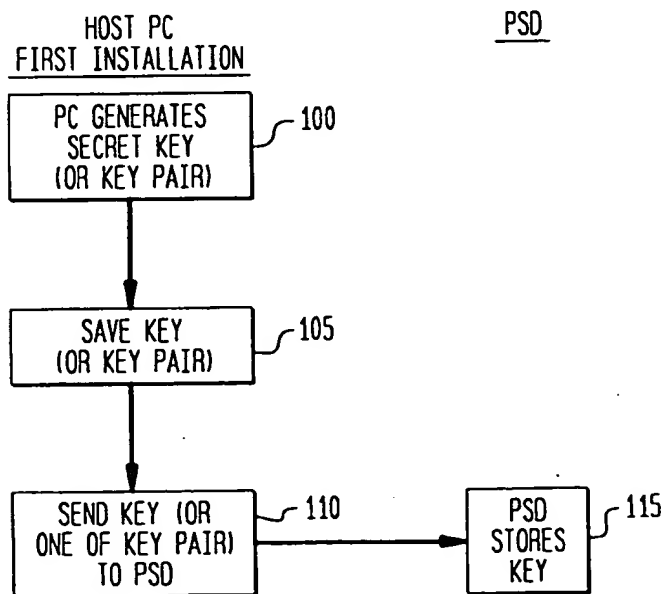 HOST PC
FIRST INSTALLATION
PSD
PC GENERATES
SECRET KEY
(OR KEY PAIR)
100
SAVE KEY
(OR KEY PAIR)
105
SEND KEY (OR
ONE OF KEY PAIR)
TO PSD
110
PSD
STORES
KEY
115